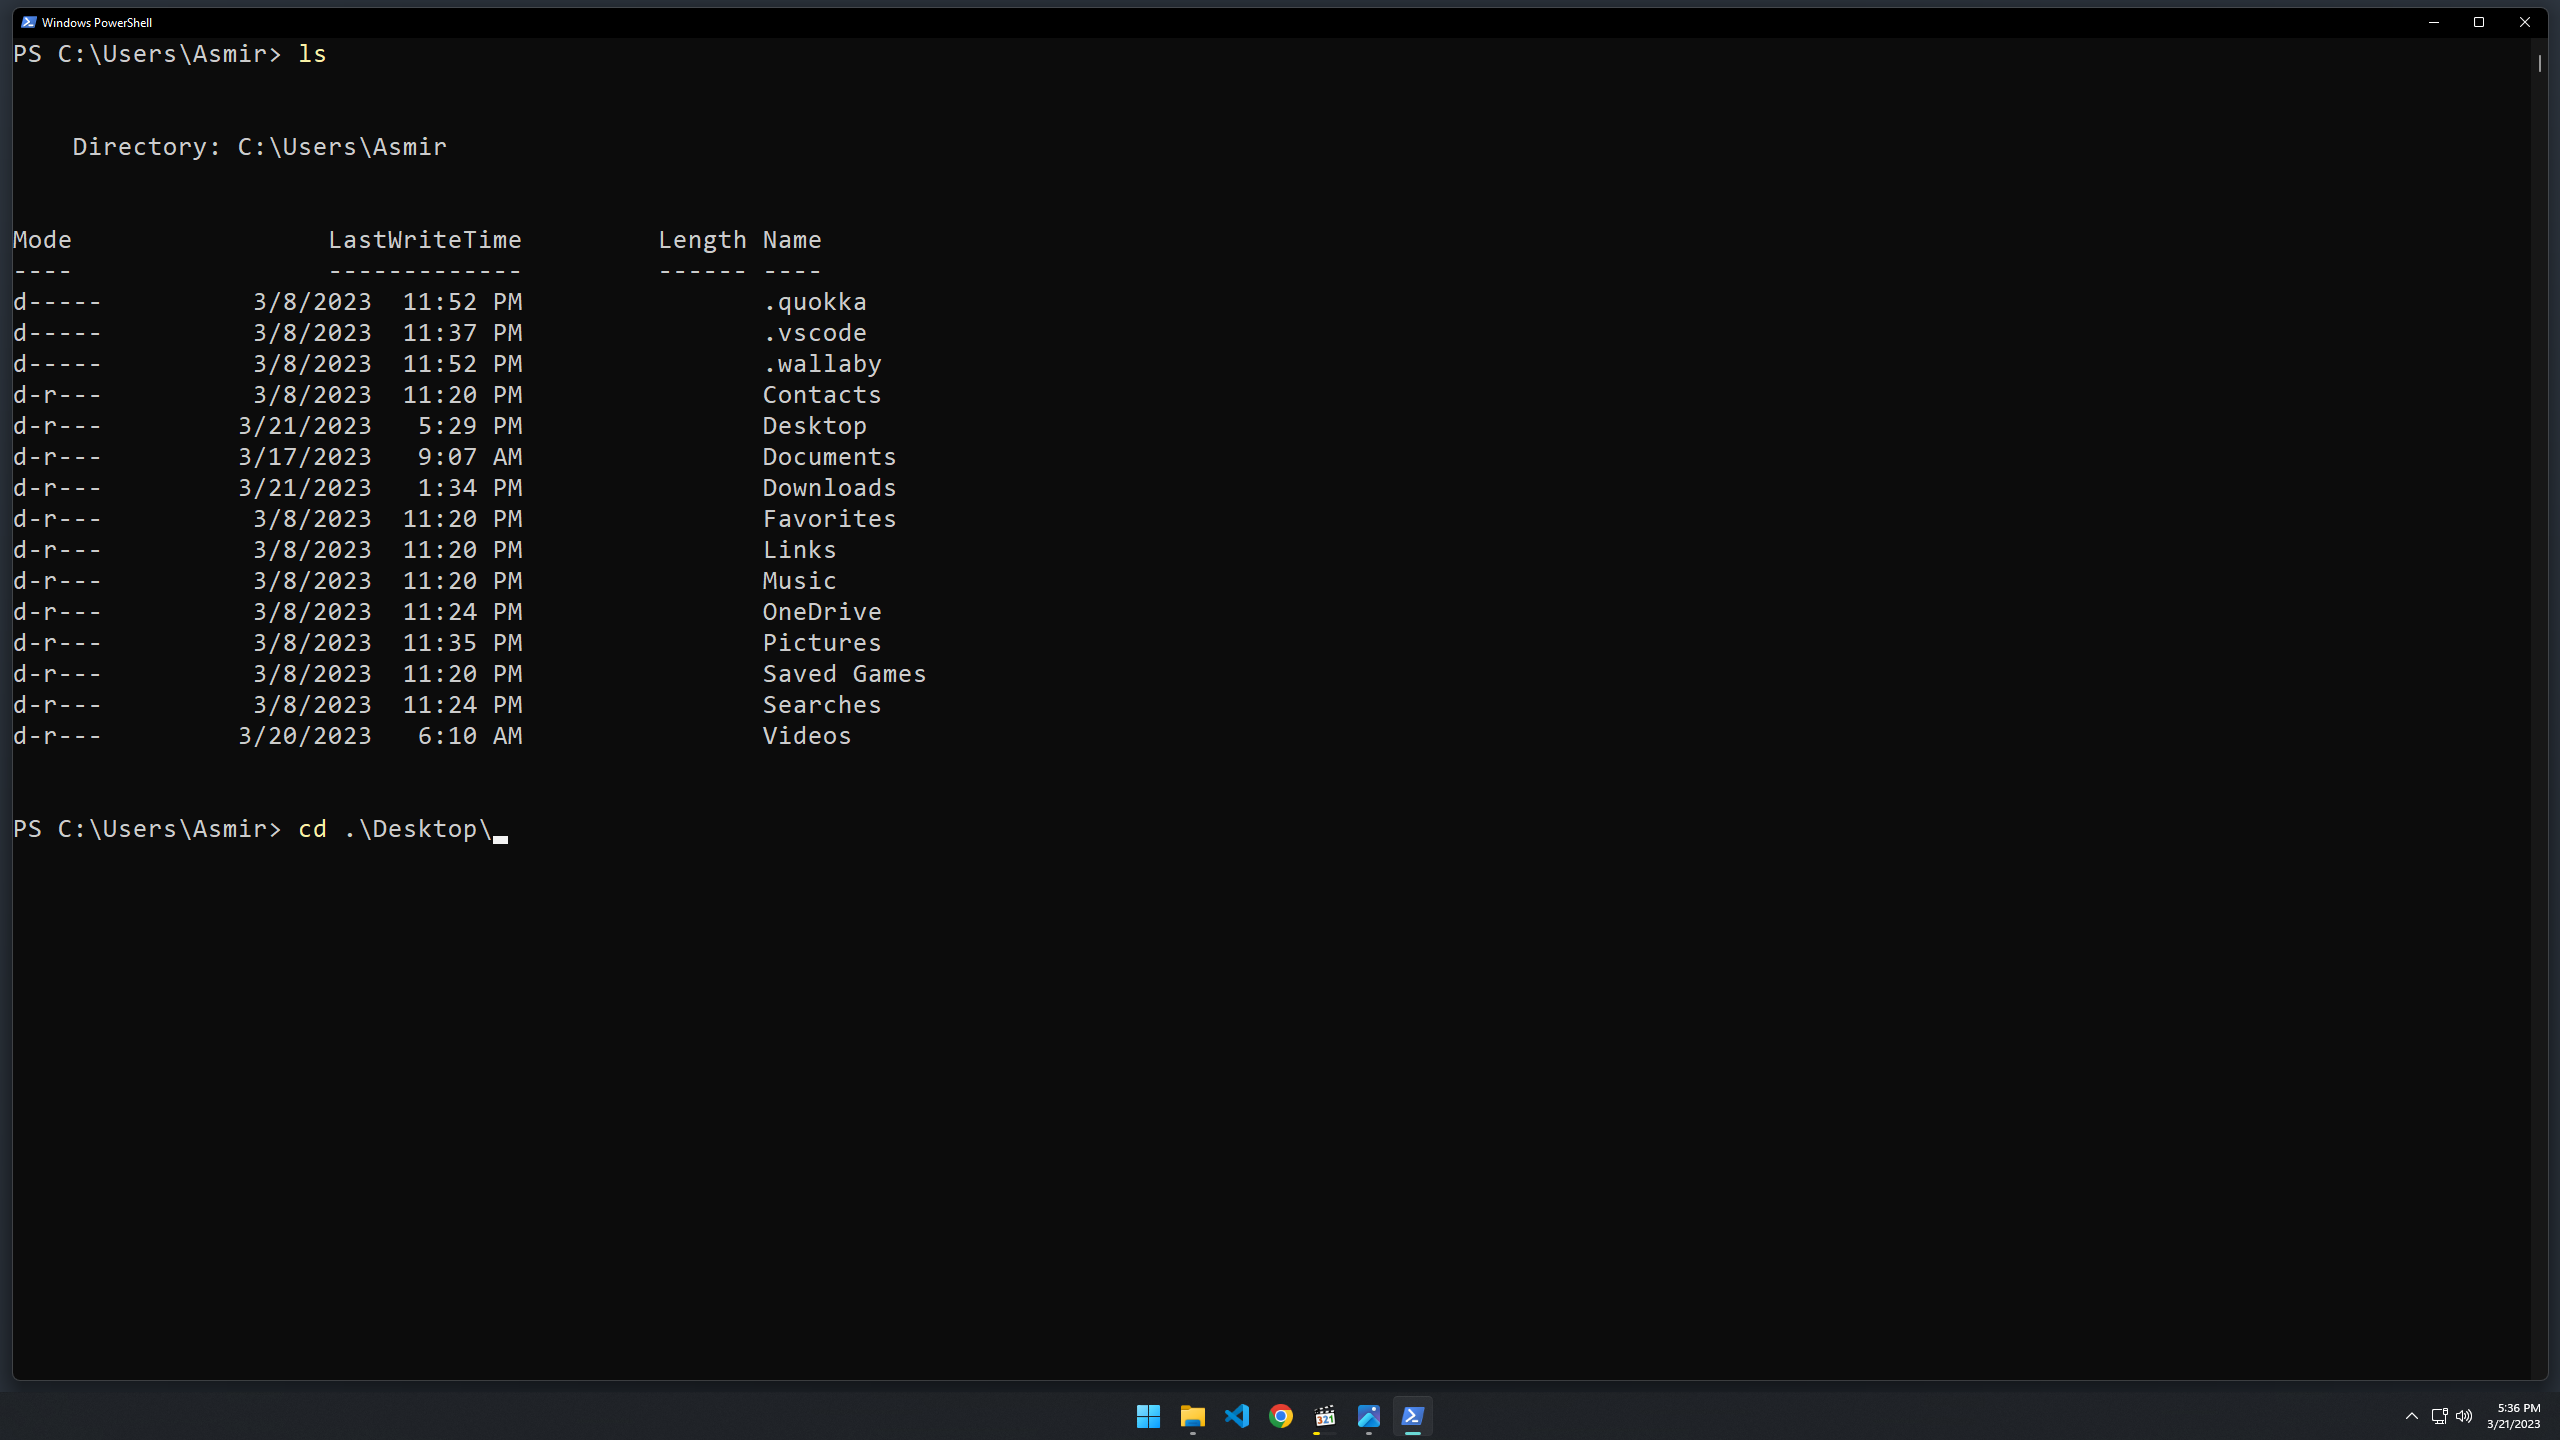 Windows PowerShell
PS C:\Users\Asmir> ls
Directory: C:\Users\Asmir
Mode LastWriteTime Length Name
---- ------------- ------ ----
d----- 3/8/2023 11:52 PM .quokka
d----- 3/8/2023 11:37 PM .vscode
d----- 3/8/2023 11:52 PM .wallaby
d-r--- 3/8/2023 11:20 PM Contacts
d-r--- 3/21/2023 5:29 PM Desktop
d-r--- 3/17/2023 9:07 AM Documents
d-r--- 3/21/2023 1:34 PM Downloads
d-r--- 3/8/2023 11:20 PM Favorites
d-r--- 3/8/2023 11:20 PM Links
d-r--- 3/8/2023 11:20 PM Music
d-r--- 3/8/2023 11:24 PM OneDrive
d-r--- 3/8/2023 11:35 PM Pictures
d-r--- 3/8/2023 11:20 PM Saved Games
d-r--- 3/8/2023 11:24 PM Searches
d-r--- 3/20/2023 6:10 AM Videos
PS C:\Users\Asmir> cd .\Desktop\
321
5:36 PM
3/21/2023